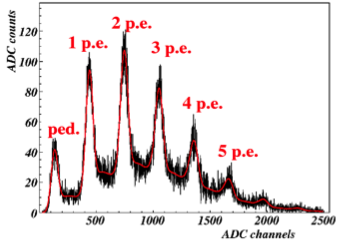 ADC counts
120
100
80
60
40
20
0
ped.
1 p.e.
2 p.e.
3 p.e.
4 p.e.
5 p.e.
500
1000
1500
2000
2500
ADC channels